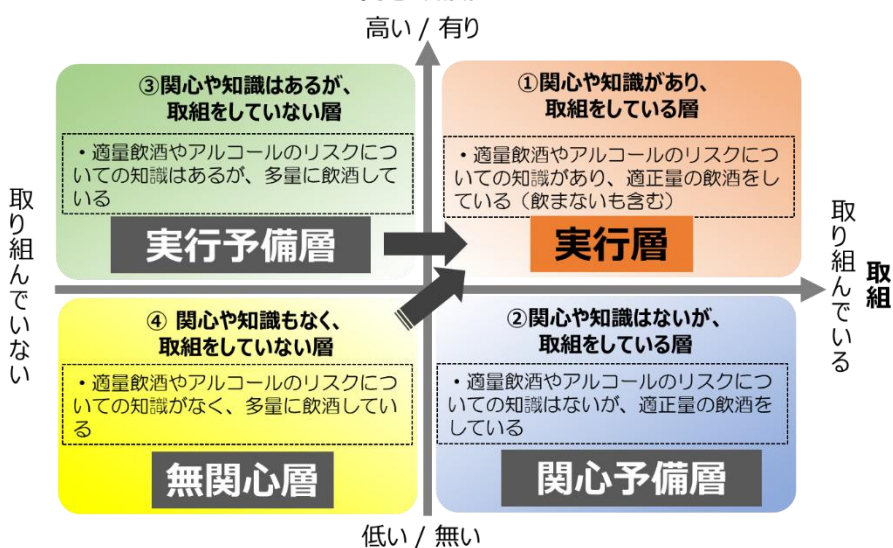 高い / 有り
③関心や知識はあるが、
取組をしていない層
・適量飲酒やアルコールのリスクにつ
いての知識はあるが、多量に飲酒して
いる
実行予備層
①関心や知識があり、
取組をしている層
・適量飲酒やアルコールのリスクにつ
いての知識があり、適正量の飲酒をし
ている（飲まないも含む）
実行層
取り組んでいない
取り組んでいる
取組
④ 関心や知識もなく、
取組をしていない層
・適量飲酒やアルコールのリスクにつ
いての知識がなく、多量に飲酒してい
る
無関心層
②関心や知識はないが、
取組をしている層
・適量飲酒やアルコールのリスクにつ
いての知識はないが、適正量の飲酒を
している
関心予備層
低い / 無い